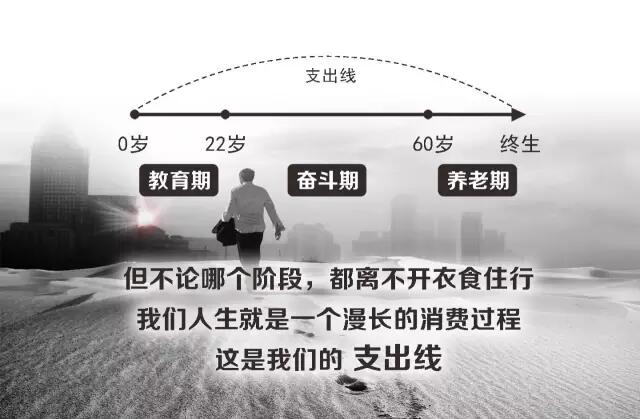 支出线
0岁 22岁 60岁 终生
教育期 奋斗期 养老期
但不论哪个阶段，都离不开衣食住行
我们人生就是一个漫长的消费过程
这是我们的 支出线